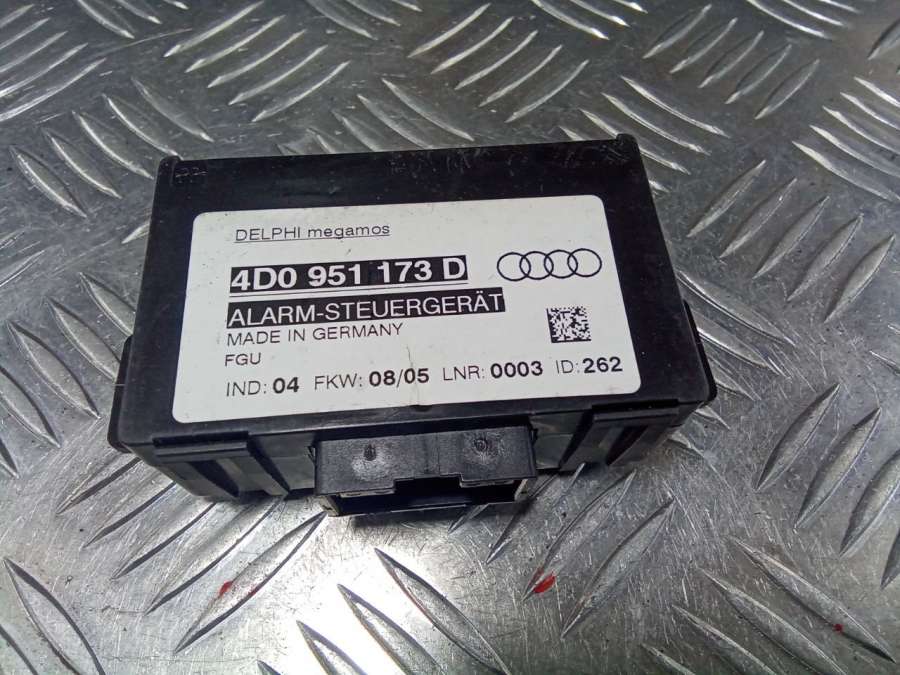 DELPHI megamos
4D0 951 173 D
ALARM-STEUERGERÄT
MADE IN GERMANY
FGU
IND: 04 FKW: 08/05 LNR: 0003 ID: 262